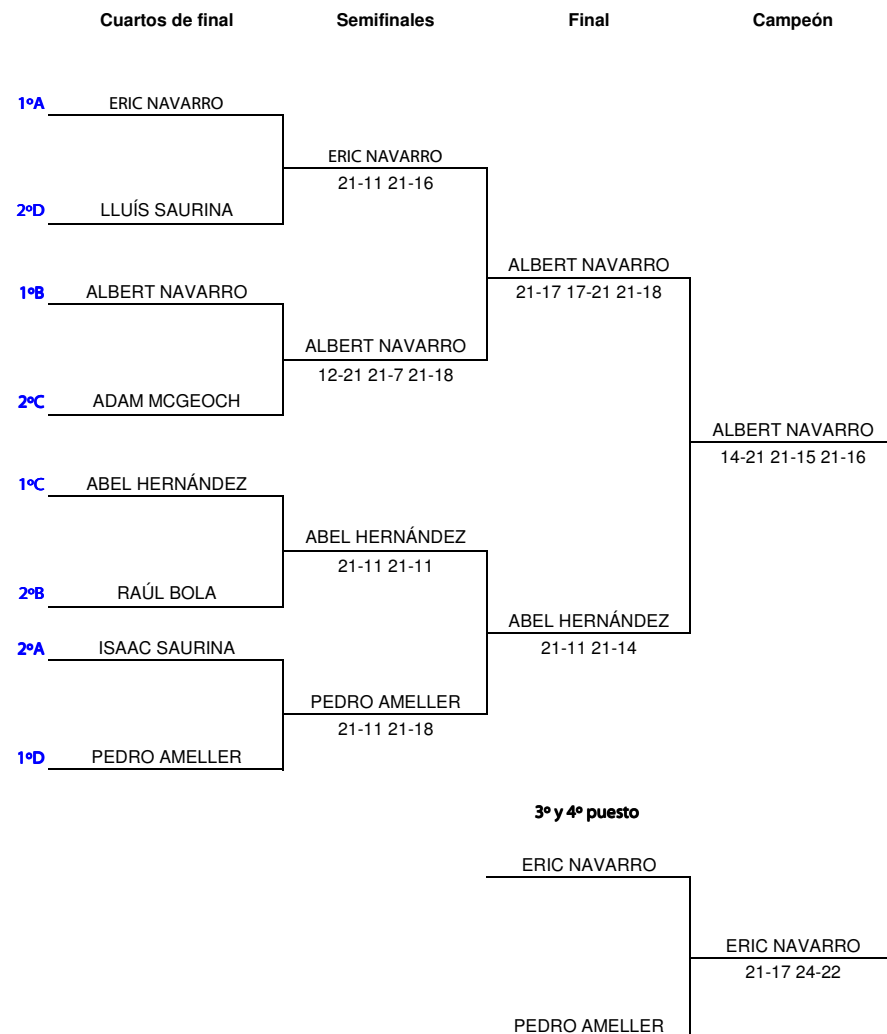 Cuartos de final Semifinales Final Campeón
1ºA ERIC NAVARRO
ERIC NAVARRO
21-11 21-16
2ºD LLUÍS SAURINA
ALBERT NAVARRO
21-17 17-21 21-18
1ºB ALBERT NAVARRO
ALBERT NAVARRO
12-21 21-7 21-18
2ºC ADAM MCGEOCH
ALBERT NAVARRO
14-21 21-15 21-16
1ºC ABEL HERNÁNDEZ
ABEL HERNÁNDEZ
21-11 21-11
2ºB RAÚL BOLA
ABEL HERNÁNDEZ
21-11 21-14
2ºA ISAAC SAURINA
PEDRO AMELLER
21-11 21-18
1ºD PEDRO AMELLER
3º y 4º puesto
ERIC NAVARRO
ERIC NAVARRO
21-17 24-22
PEDRO AMELLER